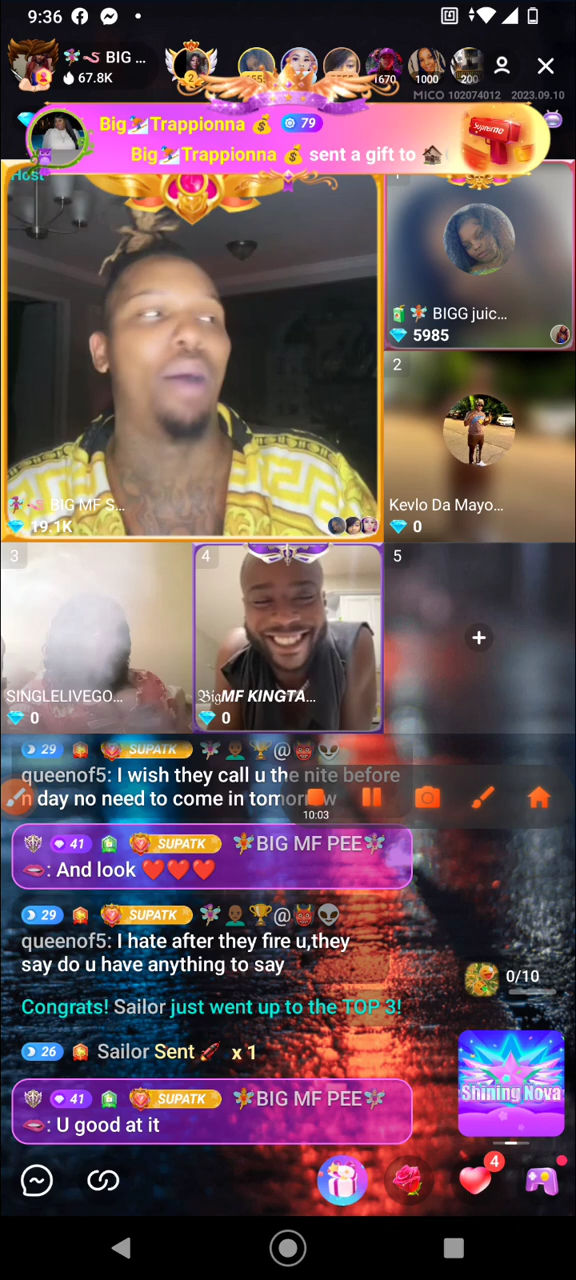 9:36
BIG ...
67.8K
2
1670
1000
200
MICO 102074012 2023.09.10
Big⛷Trappionna 💰 79
Big⛷Trappionna 💰 sent a gift to 🏚
Supreme
Host
1
🧃🧚 BIGG juic...
5985
2
BIG MF S...
19.1K
Kevlo Da Mayo...
0
3
4
5
SINGLELIVEGO...
0
𝔅𝔦𝔤MF KINGTA...
0
29 SUPATK @
queenof5: I wish they call u the nite before
n day no need to come in tomorrow
10:03
41 SUPATK 🧚BIG MF PEE🧚
🫦: And look ❤️❤️❤️
29 SUPATK @
queenof5: I hate after they fire u,they
say do u have anything to say
0/10
Congrats! Sailor just went up to the TOP 3!
26 Sailor Sent 🚀 x 1
Shining Nova
41 SUPATK 🧚BIG MF PEE🧚
🫦: U good at it
4